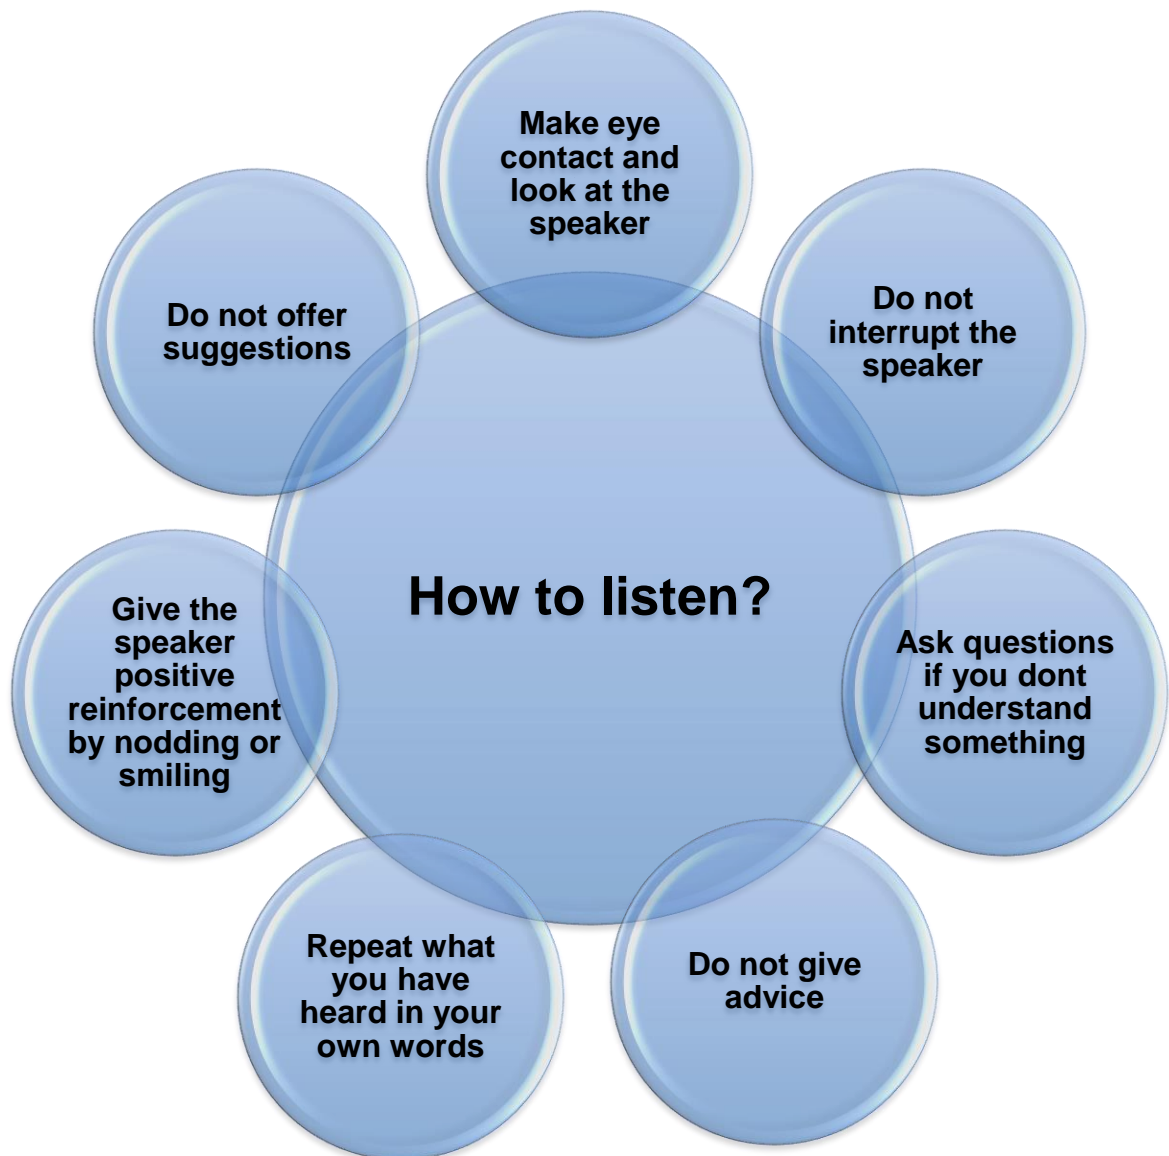 Make eye
contact and
look at the
speaker
Do not
interrupt the
speaker
Ask questions
if you dont
understand
something
Do not give
advice
Repeat what
you have
heard in your
own words
Give the
speaker
positive
reinforcement
by nodding or
smiling
Do not offer
suggestions
How to listen?